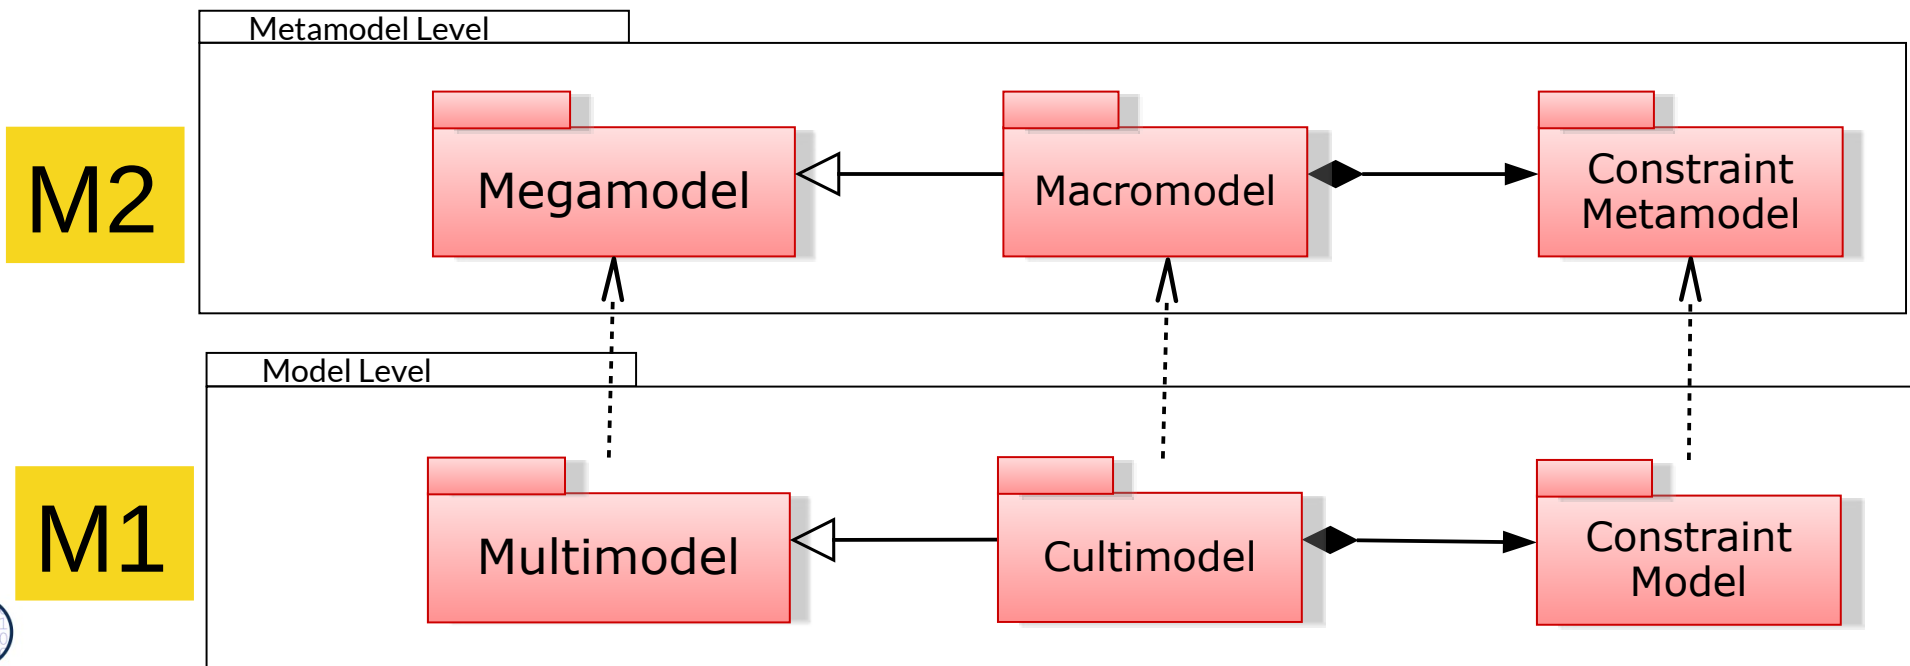 Metamodel Level
M2
Megamodel
Macromodel
Constraint
Metamodel
Model Level
M1
Multimodel
Cultimodel
Constraint
Model